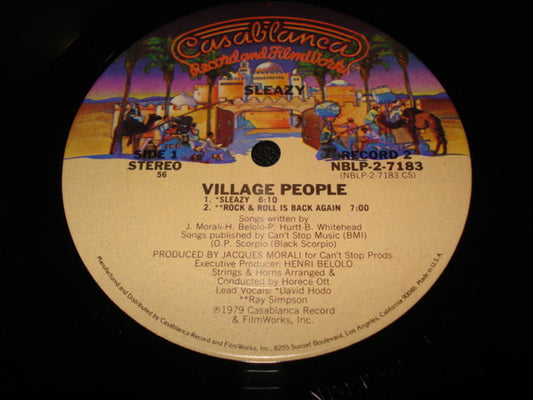 Casablanca
Record and FilmWorks
SLEAZY
SIDE 1
STEREO
56
RECORD 2
NBLP-2-7183
(NBLP-2-7183 CS)
VILLAGE PEOPLE
1. *SLEAZY 6:10
2. **ROCK & ROLL IS BACK AGAIN 7:00
Songs written by
J. Morali-H. Belolo-P. Hurtt-B. Whitehead
Songs published by Can't Stop Music (BMI)
(O.P. Scorpio (Black Scorpio)
PRODUCED BY JACQUES MORALI for Can't Stop Prods.
Executive Producer: HENRI BELOLO
Strings & Horns Arranged &
Conducted by Horace Ott
Lead Vocals: *David Hodo
**Ray Simpson
℗1979 Casablanca Record
& FilmWorks, Inc.
Manufactured and Distributed by Casablanca Record and FilmWorks, Inc., 8255 Sunset Boulevard, Los Angeles, California 90046, Made in U.S.A.